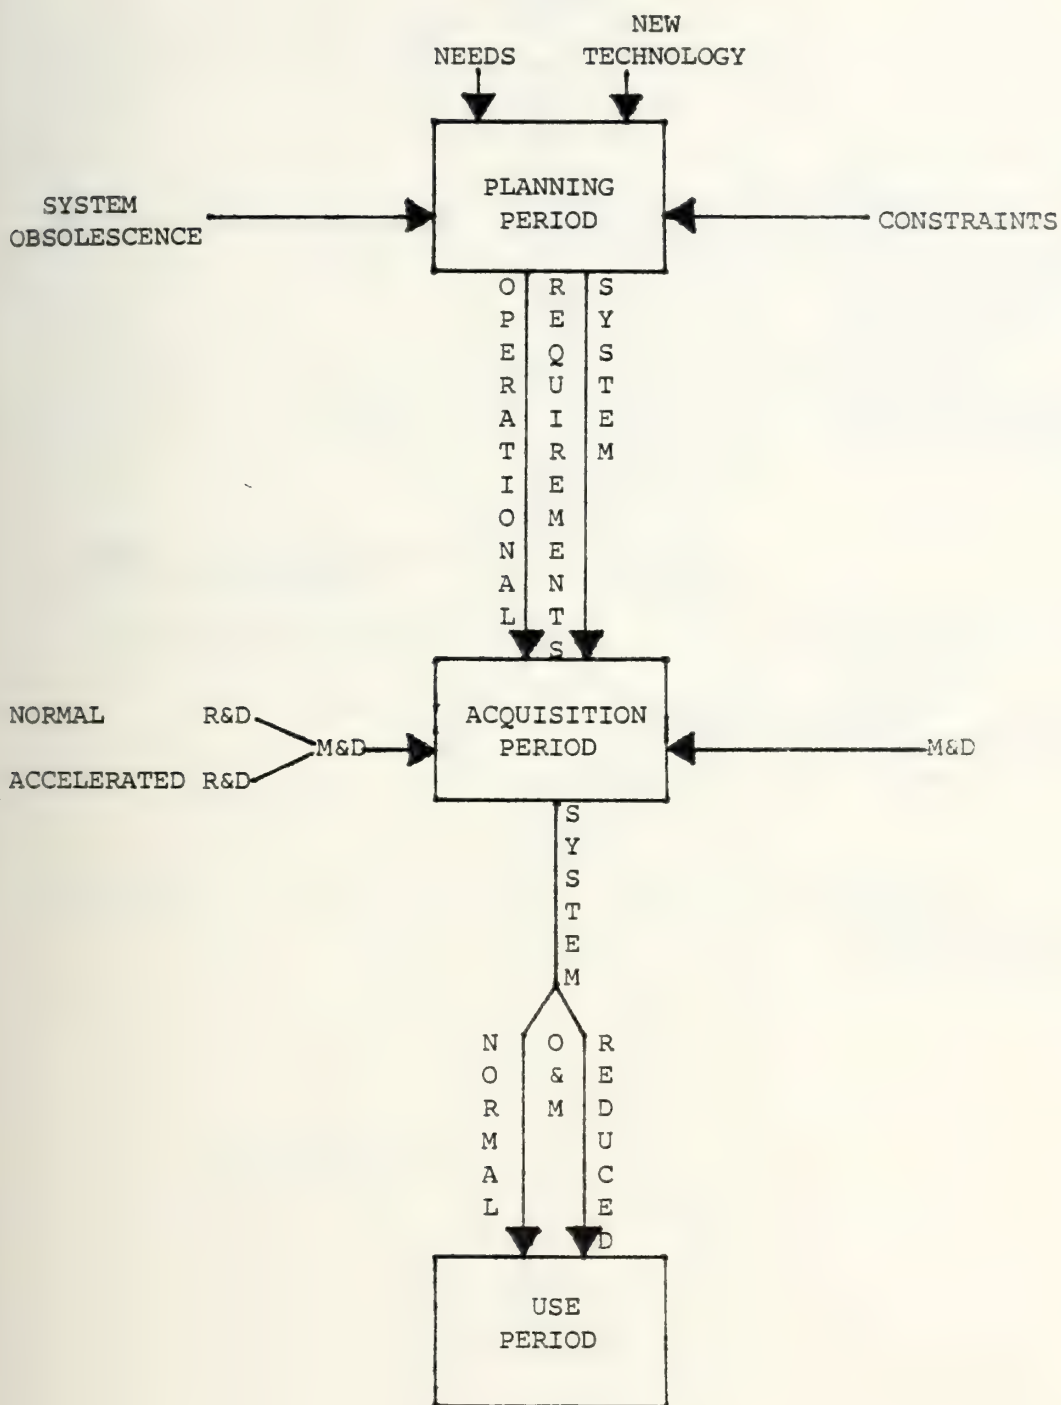 NEW
NEEDS TECHNOLOGY
PLANNING
PERIOD
SYSTEM
OBSOLESCENCE
CONSTRAINTS
OPERATIONAL
REQUIREMENTS
SYSTEM
NORMAL R&D
M&D
ACCELERATED R&D
ACQUISITION
PERIOD
M&D
SYSTEM
NORMAL
O&M
REDUCED
USE
PERIOD